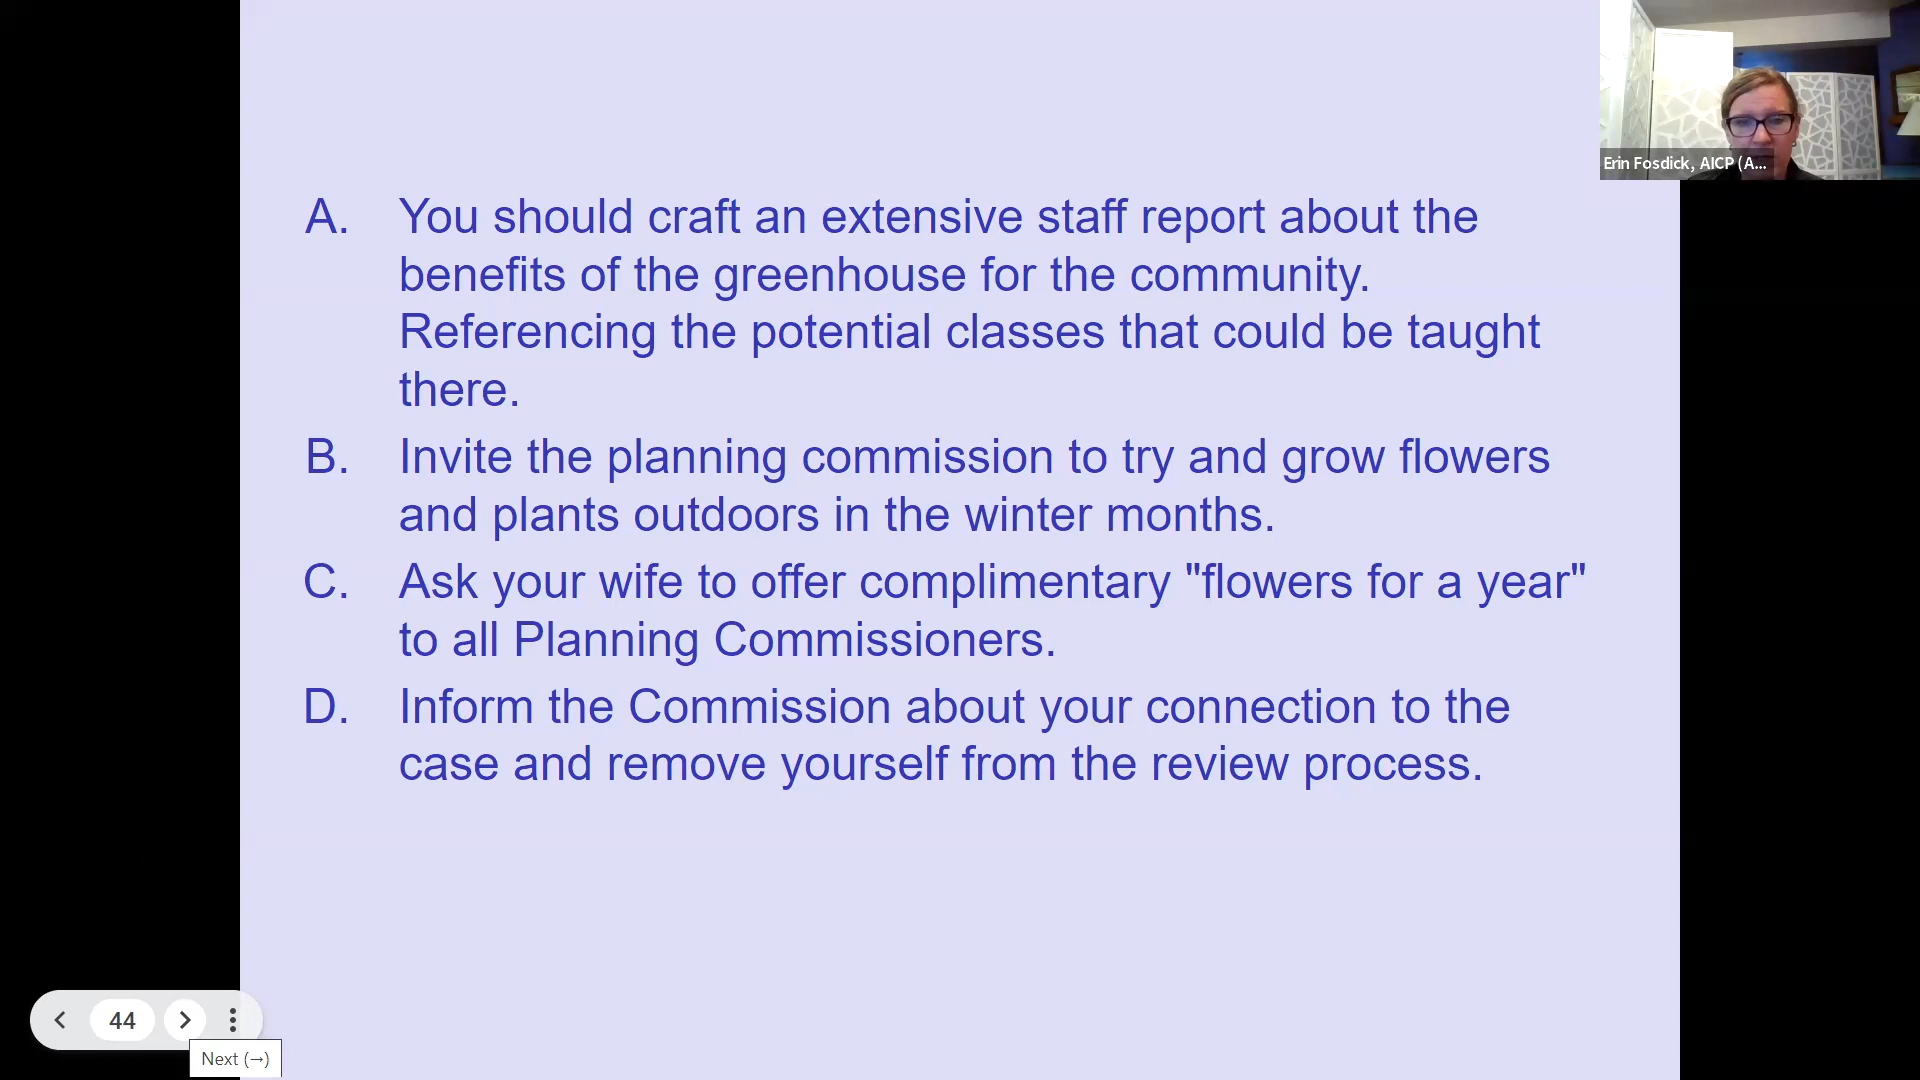 Erin Fosdick, AICP (A...
A. You should craft an extensive staff report about the
benefits of the greenhouse for the community.
Referencing the potential classes that could be taught
there.
B. Invite the planning commission to try and grow flowers
and plants outdoors in the winter months.
C. Ask your wife to offer complimentary "flowers for a year"
to all Planning Commissioners.
D. Inform the Commission about your connection to the
case and remove yourself from the review process.
44
Next (→)